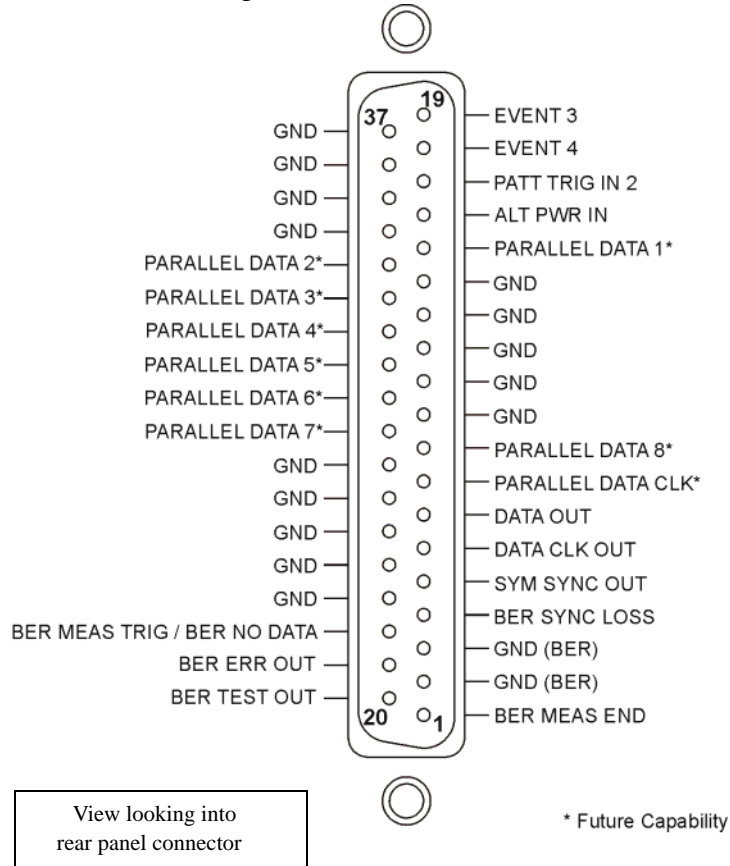 37
19
GND
GND
GND
GND
PARALLEL DATA 2*
PARALLEL DATA 3*
PARALLEL DATA 4*
PARALLEL DATA 5*
PARALLEL DATA 6*
PARALLEL DATA 7*
GND
GND
GND
GND
GND
BER MEAS TRIG / BER NO DATA
BER ERR OUT
BER TEST OUT
EVENT 3
EVENT 4
PATT TRIG IN 2
ALT PWR IN
PARALLEL DATA 1*
GND
GND
GND
GND
GND
PARALLEL DATA 8*
PARALLEL DATA CLK*
DATA OUT
DATA CLK OUT
SYM SYNC OUT
BER SYNC LOSS
GND (BER)
GND (BER)
BER MEAS END
20
1
View looking into
rear panel connector
* Future Capability